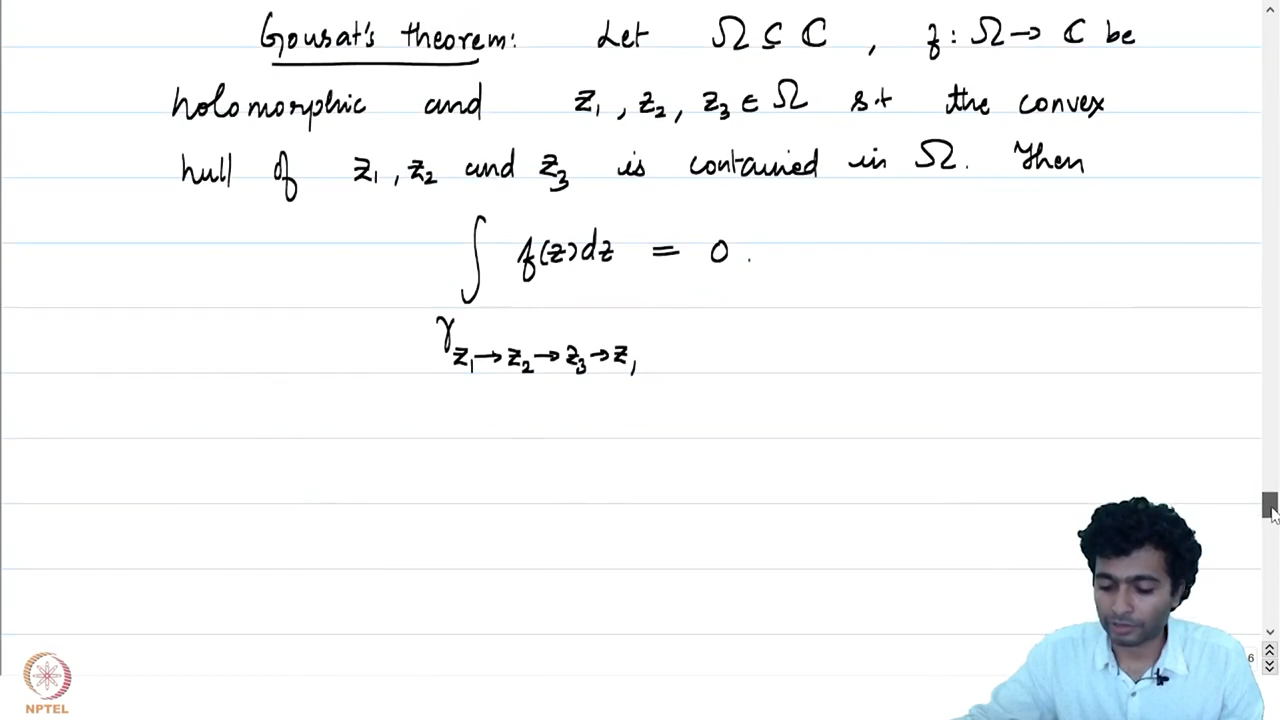 Gousat's theorem: Let Ω ⊆ ℂ , f : Ω → ℂ be
holomorphic and z₁ , z₂, z₃ ∈ Ω s.t the convex
hull of z₁ , z₂ and z₃ is contained in Ω. Then
∫ f(z)dz = 0 .
γ z₁→z₂→z₃→z₁
6
NPTEL